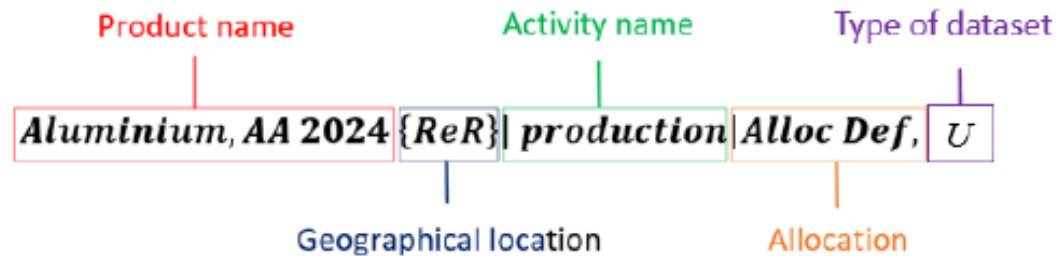 Product name Activity name Type of dataset
Aluminium, AA 2024 {ReR}| production |Alloc Def, U
Geographical location Allocation